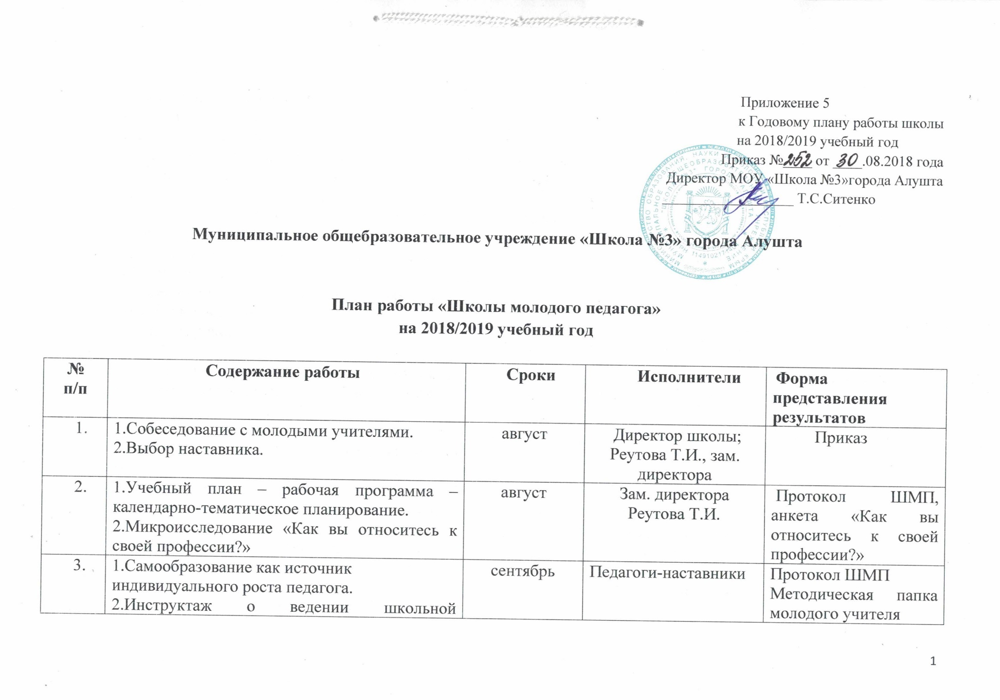 Приложение 5
к Годовому плану работы школы
на 2018/2019 учебный год
Приказ № 252 от 30.08.2018 года
Директор МОУ «Школа №3»города Алушта
Т.С.Ситенко
Муниципальное общебразовательное учреждение «Школа №3» города Алушта
План работы «Школы молодого педагога»
на 2018/2019 учебный год
№
п/п
Содержание работы
Сроки
Исполнители
Форма
представления
результатов
1.
1.Собеседование с молодыми учителями.
2.Выбор наставника.
август
Директор школы;
Реутова Т.И., зам.
директора
Приказ
2.
1.Учебный план – рабочая программа –
календарно-тематическое планирование.
2.Микроисследование «Как вы относитесь к
своей профессии?»
август
Зам. директора
Реутова Т.И.
Протокол ШМП,
анкета «Как вы
относитесь к своей
профессии?»
3.
1.Самообразование как источник
индивидуального роста педагога.
2.Инструктаж о ведении школьной
сентябрь
Педагоги-наставники
Протокол ШМП
Методическая папка
молодого учителя
1